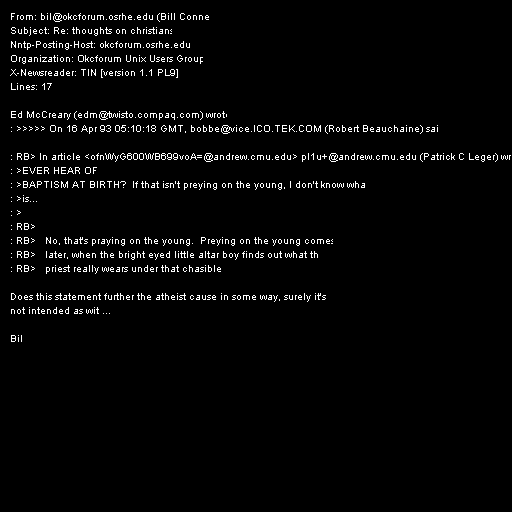 From: bil@okcforum.osrhe.edu (Bill Conne
Subject: Re: thoughts on christians
Nntp-Posting-Host: okcforum.osrhe.edu
Organization: Okcforum Unix Users Group
X-Newsreader: TIN [version 1.1 PL9]
Lines: 17

Ed McCreary (edm@twisto.compaq.com) wrote
: >>>>> On 16 Apr 93 05:10:18 GMT, bobbe@vice.ICO.TEK.COM (Robert Beauchaine) sai

: RB> In article <ofnWyG600WB699voA=@andrew.cmu.edu> pl1u+@andrew.cmu.edu (Patrick C Leger) wr
: >EVER HEAR OF
: >BAPTISM AT BIRTH?  If that isn't preying on the young, I don't know wha
: >is...
: >
: RB>
: RB>   No, that's praying on the young.  Preying on the young comes
: RB>   later, when the bright eyed little altar boy finds out what th
: RB>   priest really wears under that chasible

Does this statement further the atheist cause in some way, surely it's
not intended as wit ...

Bil